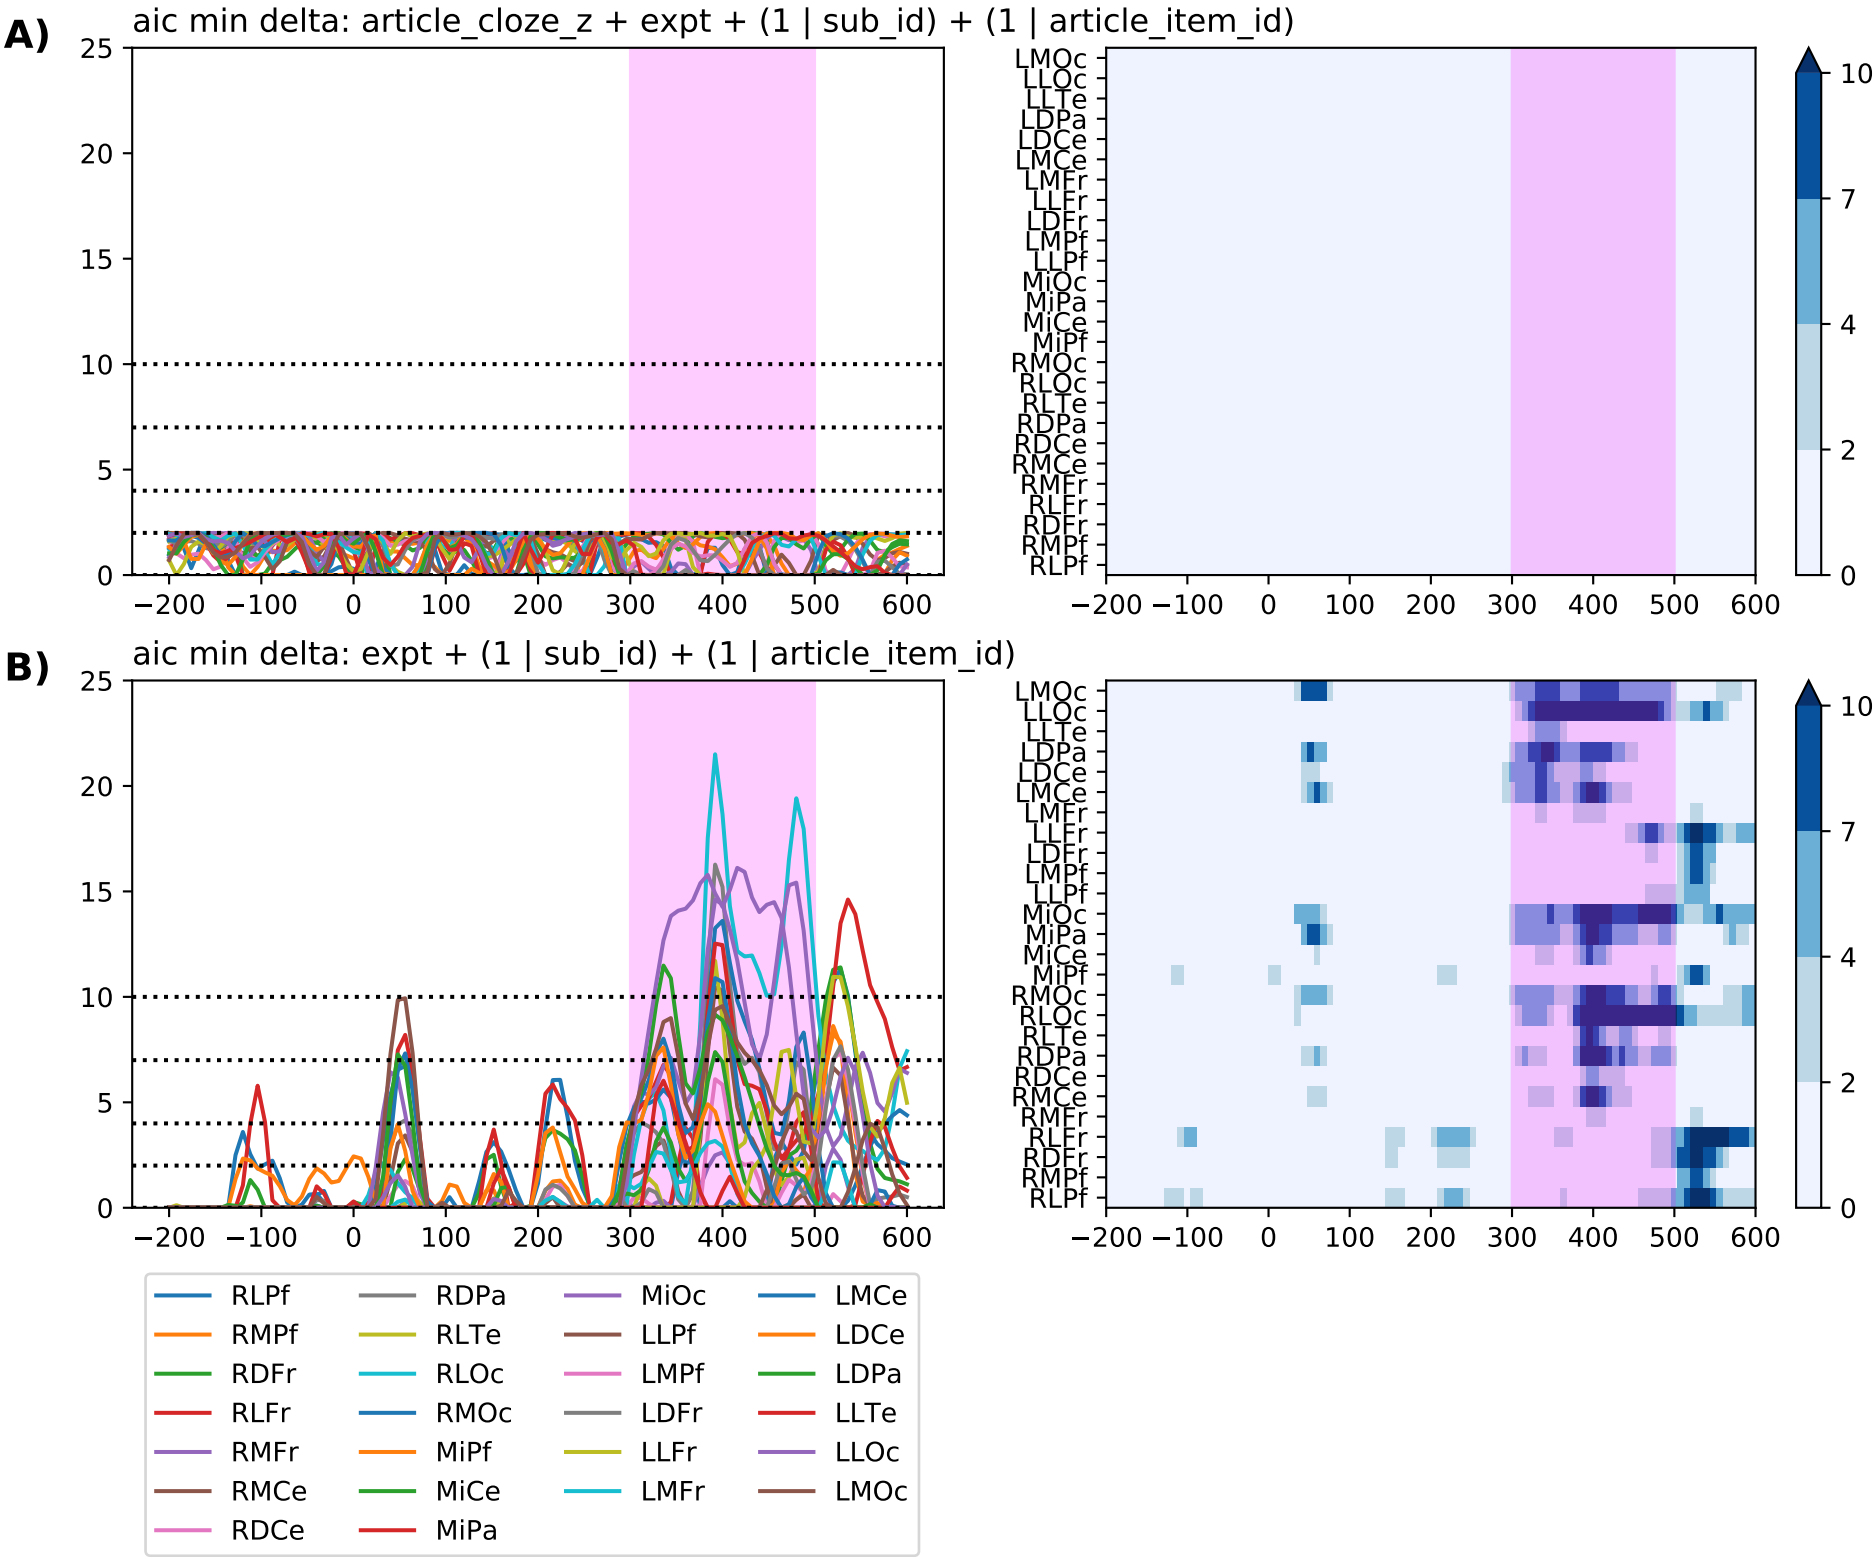 A)
aic min delta: article_cloze_z + expt + (1 | sub_id) + (1 | article_item_id)
25
20
15
10
5
0
−200 −100 0 100 200 300 400 500 600
LMOc
LLOc
LLTe
LDPa
LDCe
LMCe
LMFr
LLFr
LDFr
LMPf
LLPf
MiOc
MiPa
MiCe
MiPf
RMOc
RLOc
RLTe
RDPa
RDCe
RMCe
RMFr
RLFr
RDFr
RMPf
RLPf
−200 −100 0 100 200 300 400 500 600
10
7
4
2
0
B)
aic min delta: expt + (1 | sub_id) + (1 | article_item_id)
25
20
15
10
5
0
−200 −100 0 100 200 300 400 500 600
LMOc
LLOc
LLTe
LDPa
LDCe
LMCe
LMFr
LLFr
LDFr
LMPf
LLPf
MiOc
MiPa
MiCe
MiPf
RMOc
RLOc
RLTe
RDPa
RDCe
RMCe
RMFr
RLFr
RDFr
RMPf
RLPf
−200 −100 0 100 200 300 400 500 600
10
7
4
2
0
RLPf RDPa MiOc LMCe
RMPf RLTe LLPf LDCe
RDFr RLOc LMPf LDPa
RLFr RMOc LDFr LLTe
RMFr MiPf LLFr LLOc
RMCe MiCe LMFr LMOc
RDCe MiPa